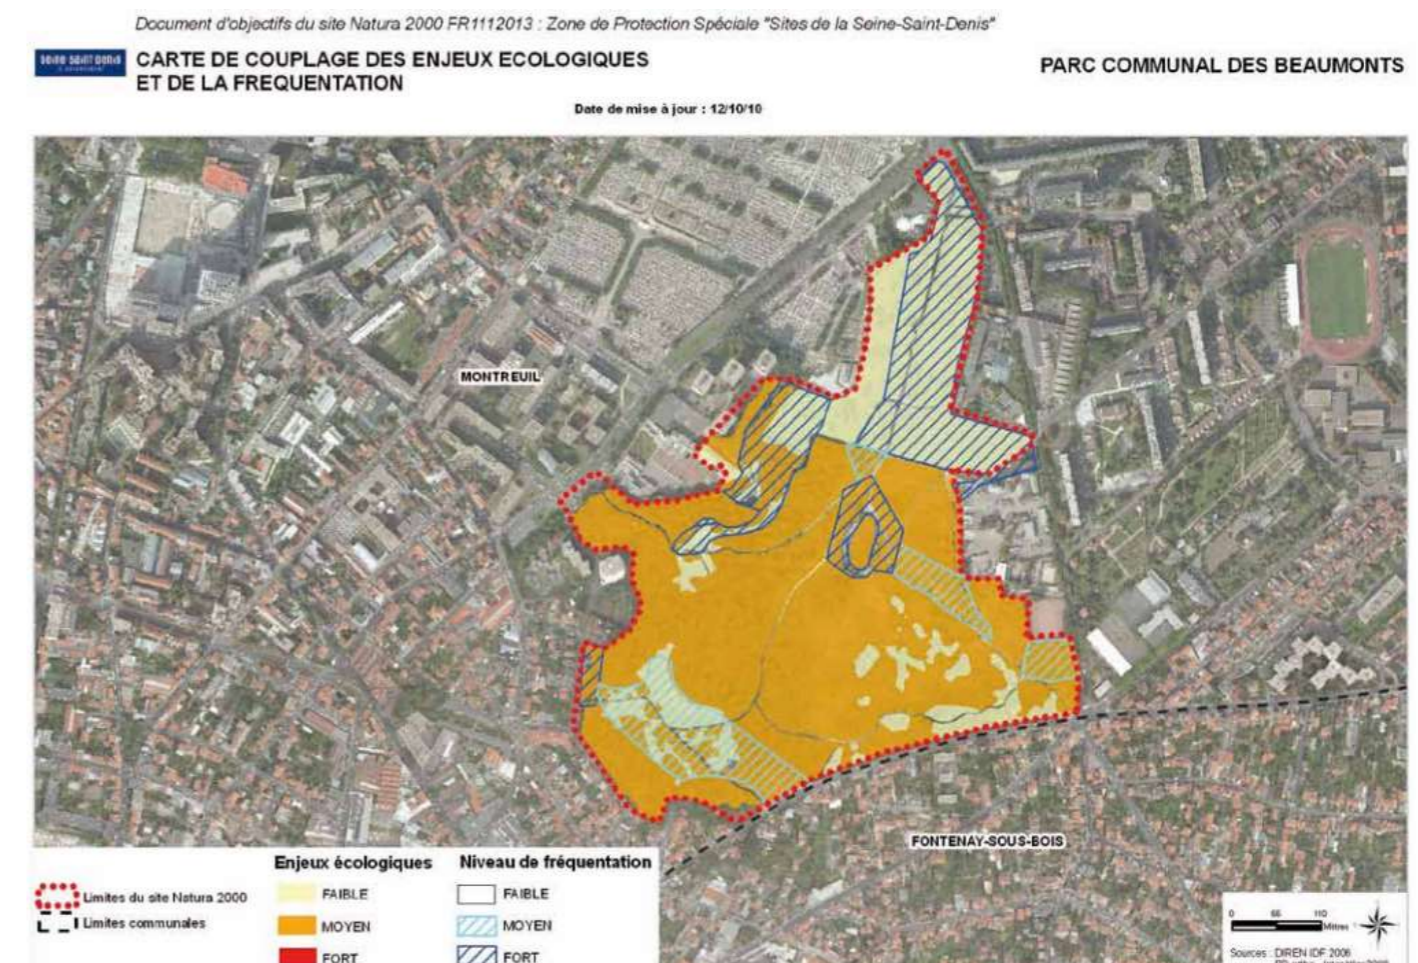 Document d'objectifs du site Natura 2000 FR1112013 : Zone de Protection Spéciale "Sites de la Seine-Saint-Denis"
CARTE DE COUPLAGE DES ENJEUX ECOLOGIQUES
ET DE LA FREQUENTATION
PARC COMMUNAL DES BEAUMONTS
Date de mise à jour : 12/10/10
MONTREUIL
FONTENAY-SOUS-BOIS
Limites du site Natura 2000
Limites communales
Enjeux écologiques
FAIBLE
MOYEN
FORT
Niveau de fréquentation
FAIBLE
MOYEN
FORT
0 110
Mètres
Sources : DIREN IDF 2006